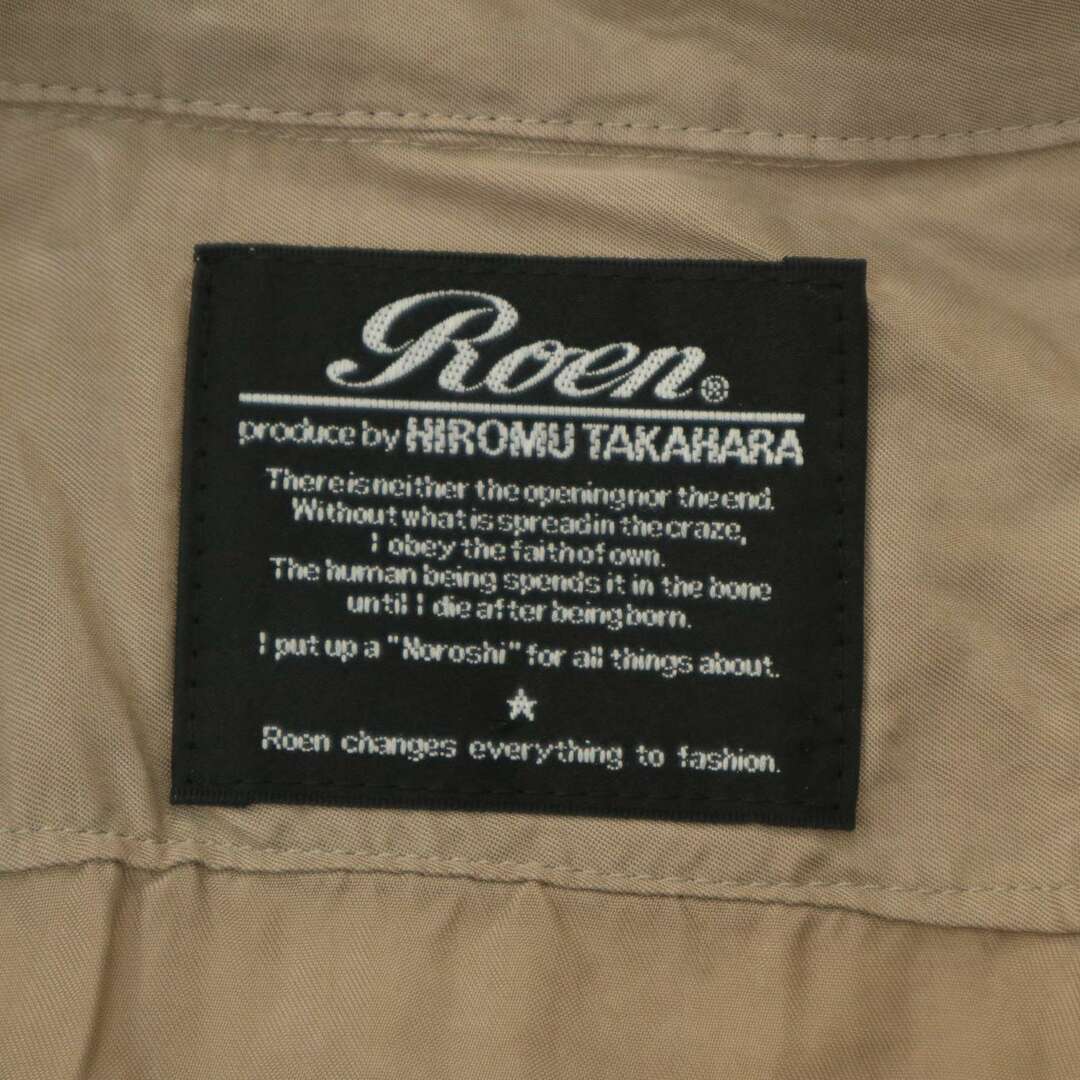 Roen®
produce by HIROMU TAKAHARA
There is neither the opening nor the end.
Without what is spread in the craze,
I obey the faith of own.
The human being spends it in the bone
until I die after being born.
I put up a "Noroshi" for all things about.
Roen changes everything to fashion.